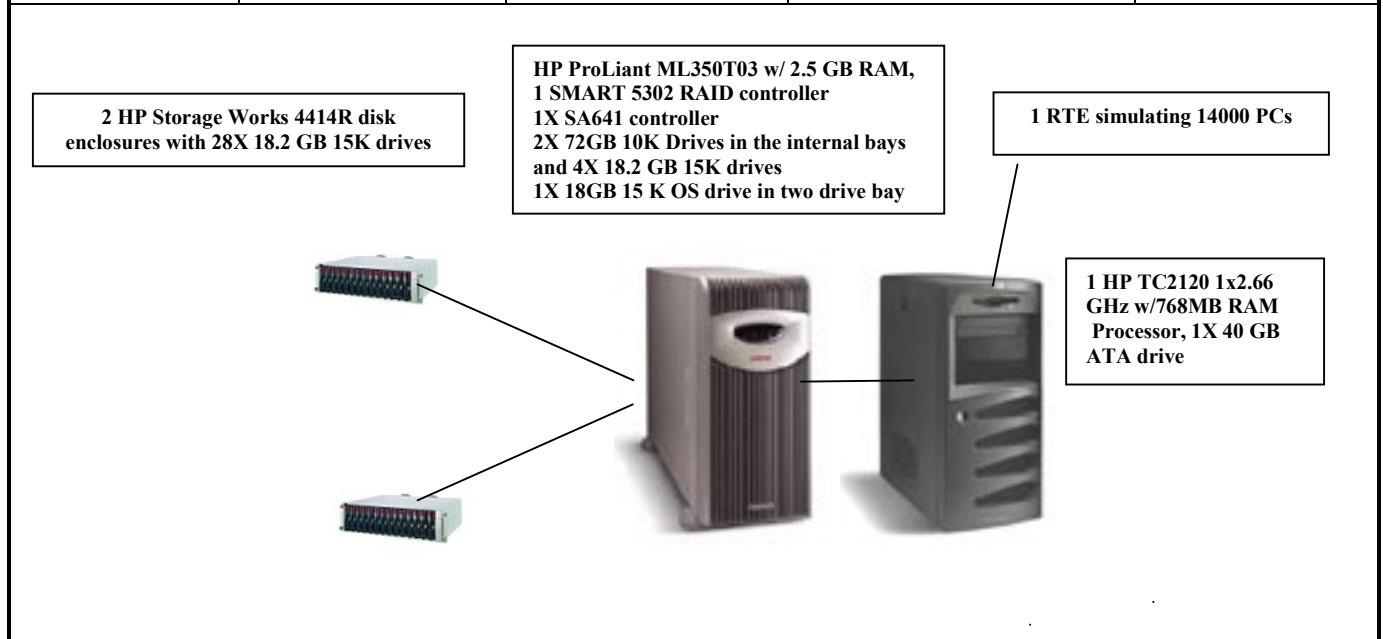 2 HP Storage Works 4414R disk
enclosures with 28X 18.2 GB 15K drives
HP ProLiant ML350T03 w/ 2.5 GB RAM,
1 SMART 5302 RAID controller
1X SA641 controller
2X 72GB 10K Drives in the internal bays
and 4X 18.2 GB 15K drives
1X 18GB 15 K OS drive in two drive bay
1 RTE simulating 14000 PCs
1 HP TC2120 1x2.66
GHz w/768MB RAM
Processor, 1X 40 GB
ATA drive